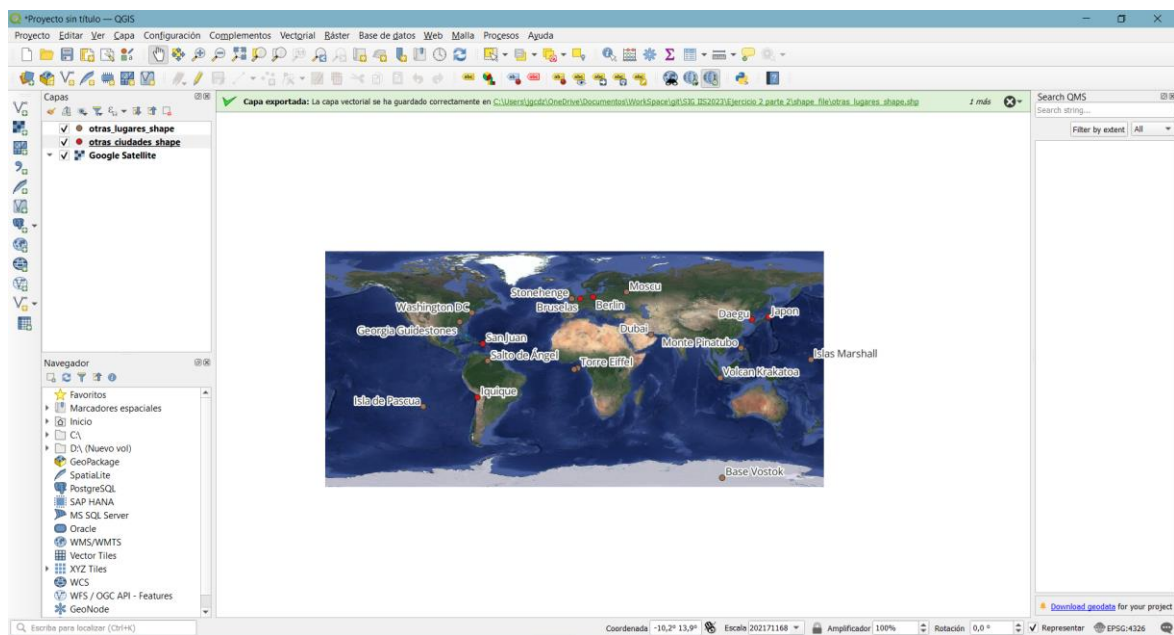 *Proyecto sin título — QGIS
Proyecto Editar Ver Capa Configuración Complementos Vectorial Ráster Base de datos Web Malla Procesos Ayuda
Capas
otras_lugares_shape
otras_ciudades_shape
Google Satellite
Capa exportada: La capa vectorial se ha guardado correctamente en C:\Users\jgcdz\OneDrive\Documentos\WorkSpace\git\SIG_IIS2023\Ejercicio 2 parte 2\shape_file\otras_lugares_shape.shp
1 más
Search QMS
Search string...
Filter by extent All
Moscu
Stonehenge
Bruselas
Berlin
Washington DC
Georgia Guidestones
Dubai
Daegu
Japon
San Juan
Monte Pinatubo
Islas Marshall
Salto de Ángel
Torre Eiffel
Volcan Krakatoa
Iquique
Isla de Pascua
Base Vostok
Navegador
Favoritos
Marcadores espaciales
Inicio
C:\
D:\ (Nuevo vol)
GeoPackage
SpatiaLite
PostgreSQL
SAP HANA
MS SQL Server
Oracle
WMS/WMTS
Vector Tiles
XYZ Tiles
WCS
WFS / OGC API - Features
GeoNode
Download geodata for your project
Escriba para localizar (Ctrl+K)
Coordenada -10,2° 13,9° Escala 202171168 Amplificador 100% Rotación 0,0 ° Representar EPSG:4326